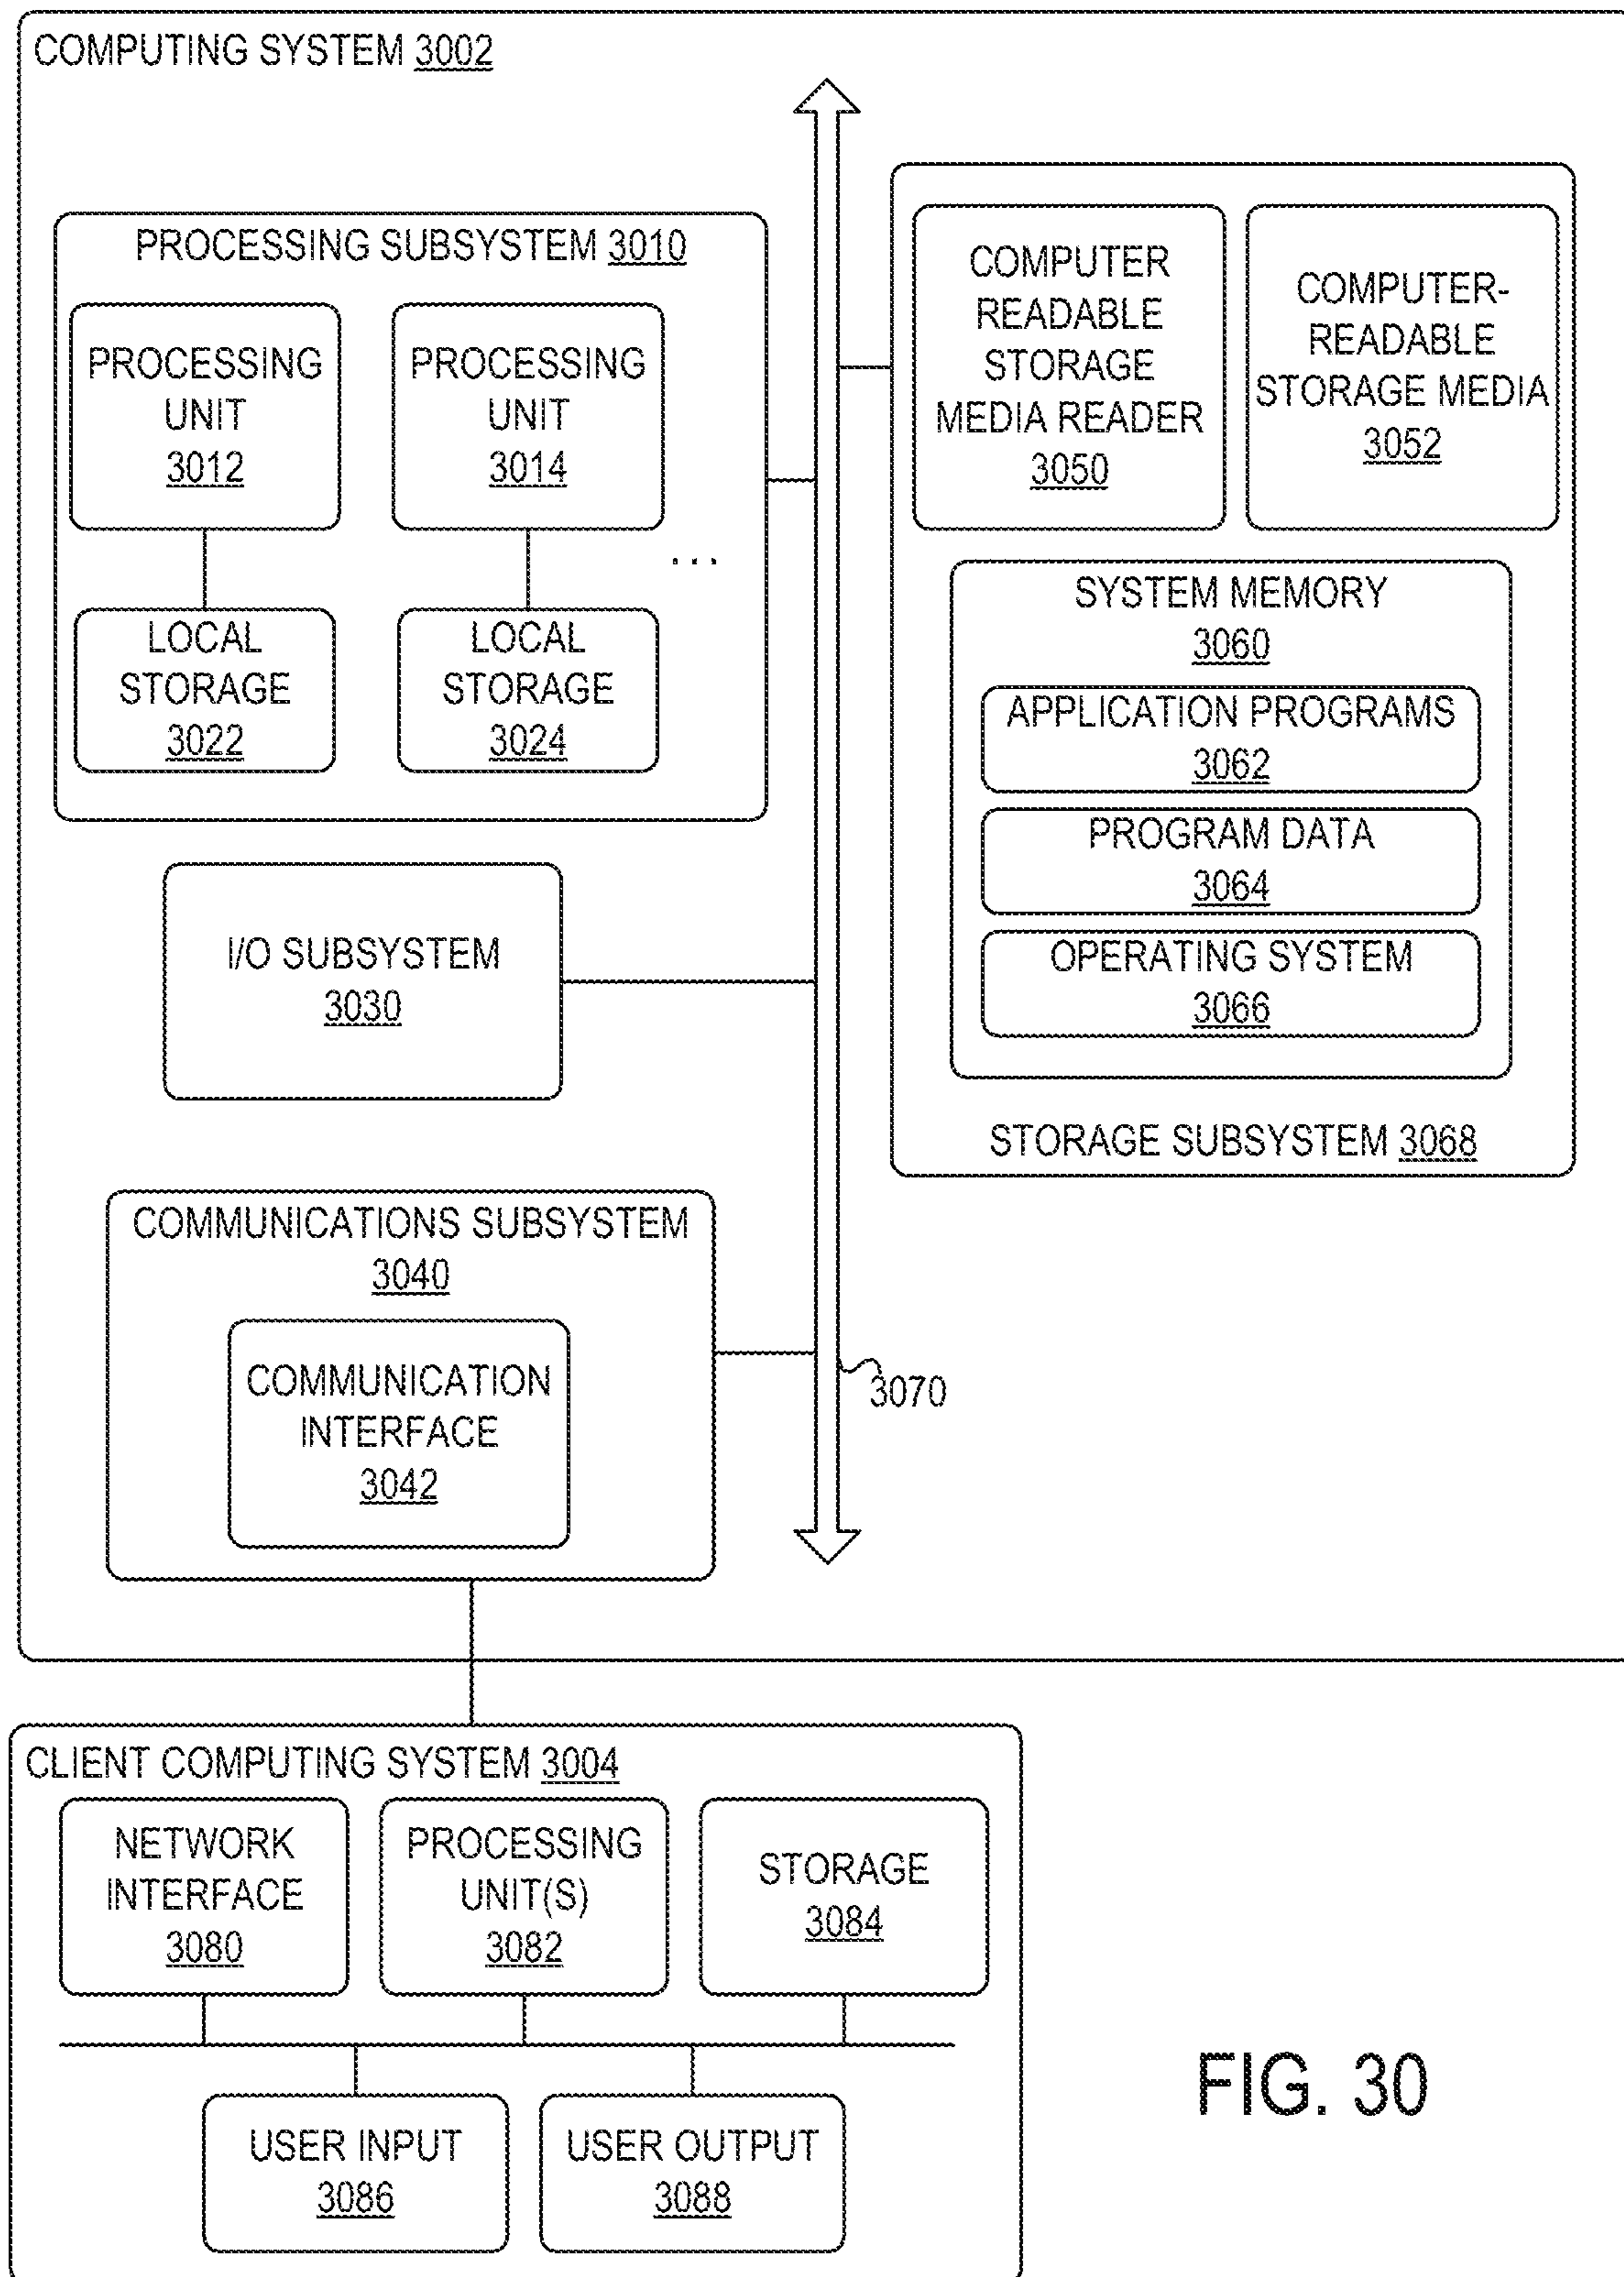 COMPUTING SYSTEM 3002
PROCESSING SUBSYSTEM 3010
PROCESSING
UNIT
3012
PROCESSING
UNIT
3014
...
LOCAL
STORAGE
3022
LOCAL
STORAGE
3024
I/O SUBSYSTEM
3030
COMMUNICATIONS SUBSYSTEM
3040
COMMUNICATION
INTERFACE
3042
3070
COMPUTER
READABLE
STORAGE
MEDIA READER
3050
COMPUTER-
READABLE
STORAGE MEDIA
3052
SYSTEM MEMORY
3060
APPLICATION PROGRAMS
3062
PROGRAM DATA
3064
OPERATING SYSTEM
3066
STORAGE SUBSYSTEM 3068
CLIENT COMPUTING SYSTEM 3004
NETWORK
INTERFACE
3080
PROCESSING
UNIT(S)
3082
STORAGE
3084
USER INPUT
3086
USER OUTPUT
3088
FIG. 30